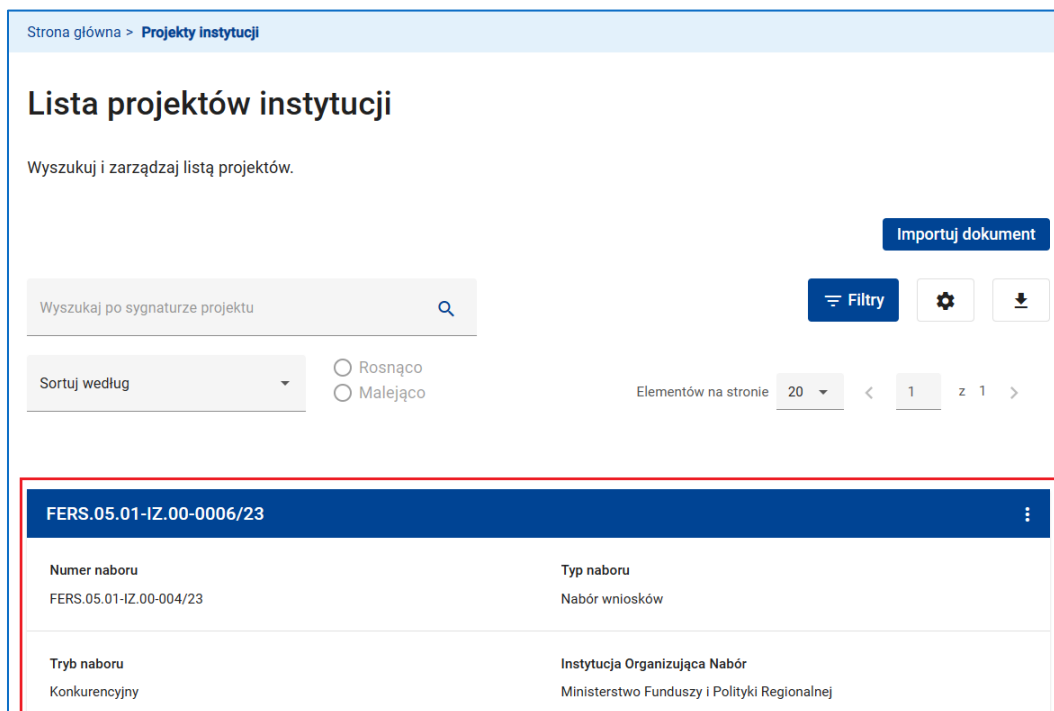 Strona główna > Projekty instytucji
Lista projektów instytucji
Wyszukuj i zarządzaj listą projektów.
Importuj dokument
Wyszukaj po sygnaturze projektu
Filtry
Sortuj według
Rosnąco
Malejąco
Elementów na stronie 20 < 1 z 1 >
FERS.05.01-IZ.00-0006/23
Numer naboru
Typ naboru
FERS.05.01-IZ.00-004/23
Nabór wniosków
Tryb naboru
Instytucja Organizująca Nabór
Konkurencyjny
Ministerstwo Funduszy i Polityki Regionalnej